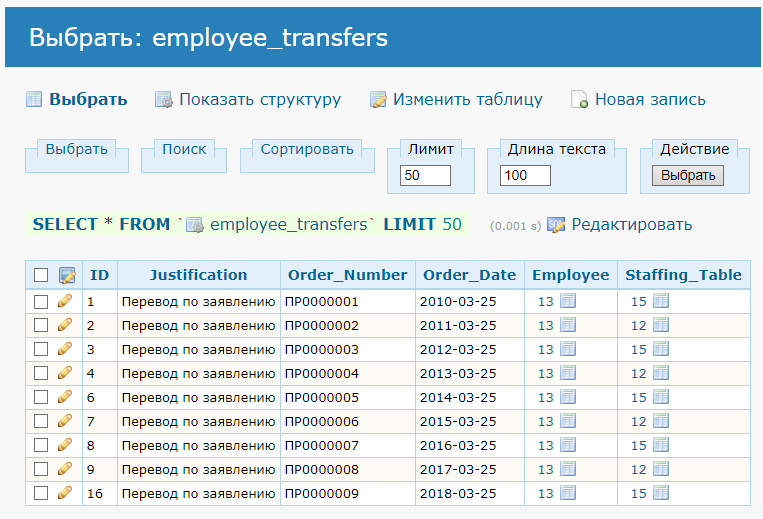 Выбрать: employee_transfers
Выбрать Показать структуру Изменить таблицу Новая запись
Выбрать Поиск Сортировать Лимит Длина текста Действие
50 100 Выбрать
SELECT * FROM `employee_transfers` LIMIT 50 (0.001 s) Редактировать
ID Justification Order_Number Order_Date Employee Staffing_Table
1 Перевод по заявлению ПР0000001 2010-03-25 13 15
2 Перевод по заявлению ПР0000002 2011-03-25 13 12
3 Перевод по заявлению ПР0000003 2012-03-25 13 15
4 Перевод по заявлению ПР0000004 2013-03-25 13 12
6 Перевод по заявлению ПР0000005 2014-03-25 13 15
7 Перевод по заявлению ПР0000006 2015-03-25 13 12
8 Перевод по заявлению ПР0000007 2016-03-25 13 15
9 Перевод по заявлению ПР0000008 2017-03-25 13 12
16 Перевод по заявлению ПР0000009 2018-03-25 13 15